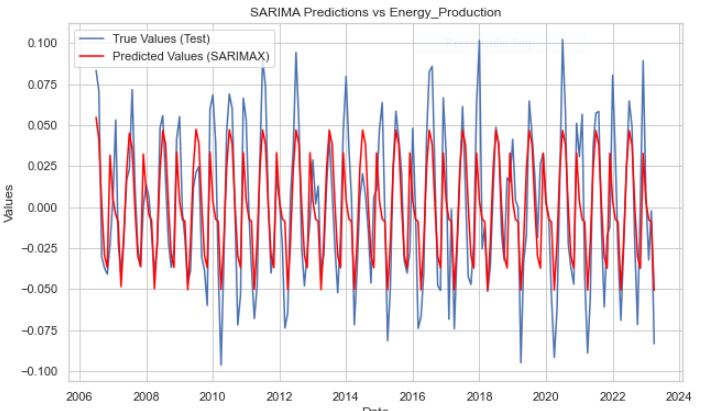 SARIMA Predictions vs Energy_Production
True Values (Test)
Predicted Values (SARIMAX)
Values
0.100
0.075
0.050
0.025
0.000
−0.025
−0.050
−0.075
−0.100
2006 2008 2010 2012 2014 2016 2018 2020 2022 2024
Date